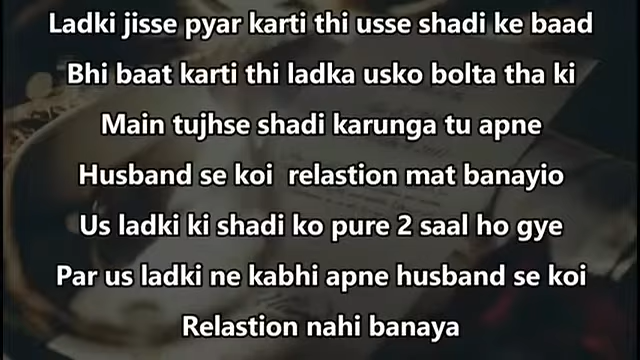 Ladki jisse pyar karti thi usse shadi ke baad
Bhi baat karti thi ladka usko bolta tha ki
Main tujhse shadi karunga tu apne
Husband se koi relastion mat banayio
Us ladki ki shadi ko pure 2 saal ho gye
Par us ladki ne kabhi apne husband se koi
Relastion nahi banaya